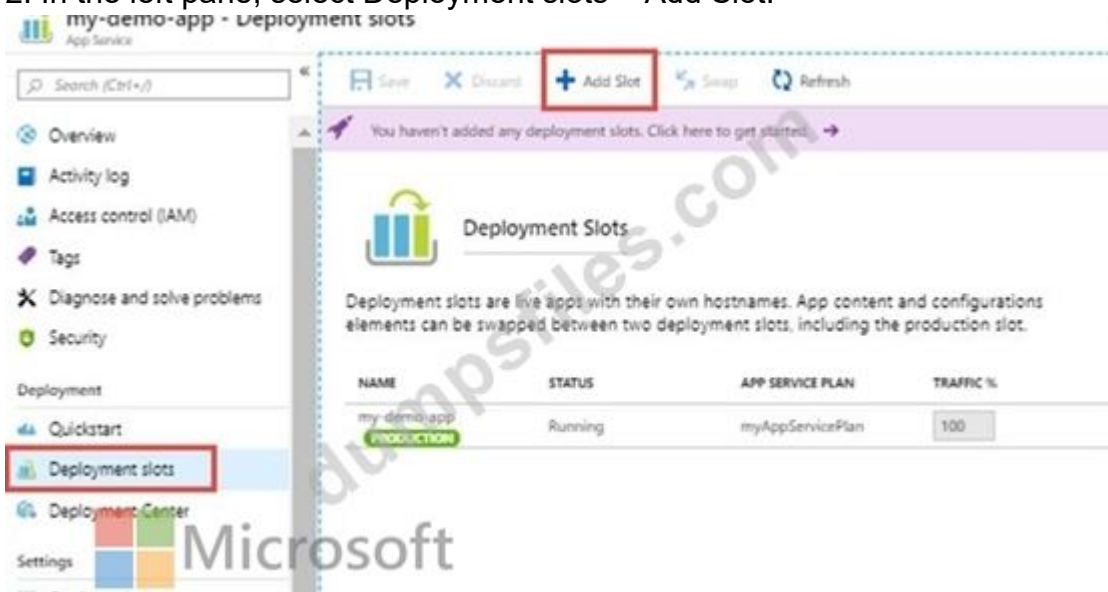 2. In the left pane, select Deployment slots > Add Slot.
my-demo-app - Deployment slots
App Service
Search (Ctrl+/)
«
Save
Discard
Add Slot
Swap
Refresh
You haven't added any deployment slots. Click here to get started. →
Overview
Activity log
Access control (IAM)
Tags
Diagnose and solve problems
Security
Deployment
Quickstart
Deployment slots
Deployment Center
Settings
Deployment Slots
Deployment slots are live apps with their own hostnames. App content and configurations
elements can be swapped between two deployment slots, including the production slot.
NAME STATUS APP SERVICE PLAN TRAFFIC %
my-demo-app Running myAppServicePlan 100
PRODUCTION
dumpsfiles.com
Microsoft